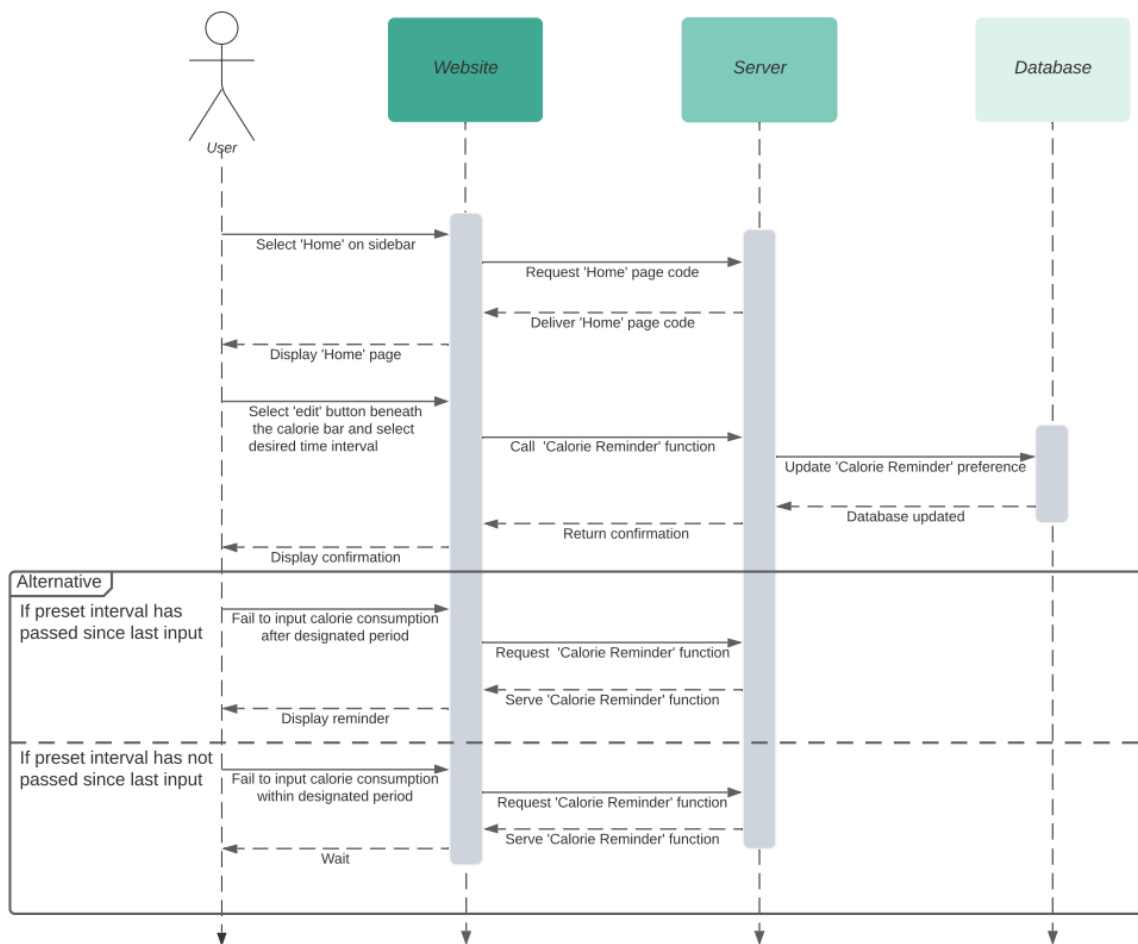 User
Website
Server
Database
Select 'Home' on sidebar
Request 'Home' page code
Deliver 'Home' page code
Display 'Home' page
Select 'edit' button beneath
the calorie bar and select
desired time interval
Call 'Calorie Reminder' function
Update 'Calorie Reminder' preference
Database updated
Return confirmation
Display confirmation
Alternative
If preset interval has
passed since last input
Fail to input calorie consumption
after designated period
Request 'Calorie Reminder' function
Serve 'Calorie Reminder' function
Display reminder
If preset interval has not
passed since last input
Fail to input calorie consumption
within designated period
Request 'Calorie Reminder' function
Serve 'Calorie Reminder' function
Wait